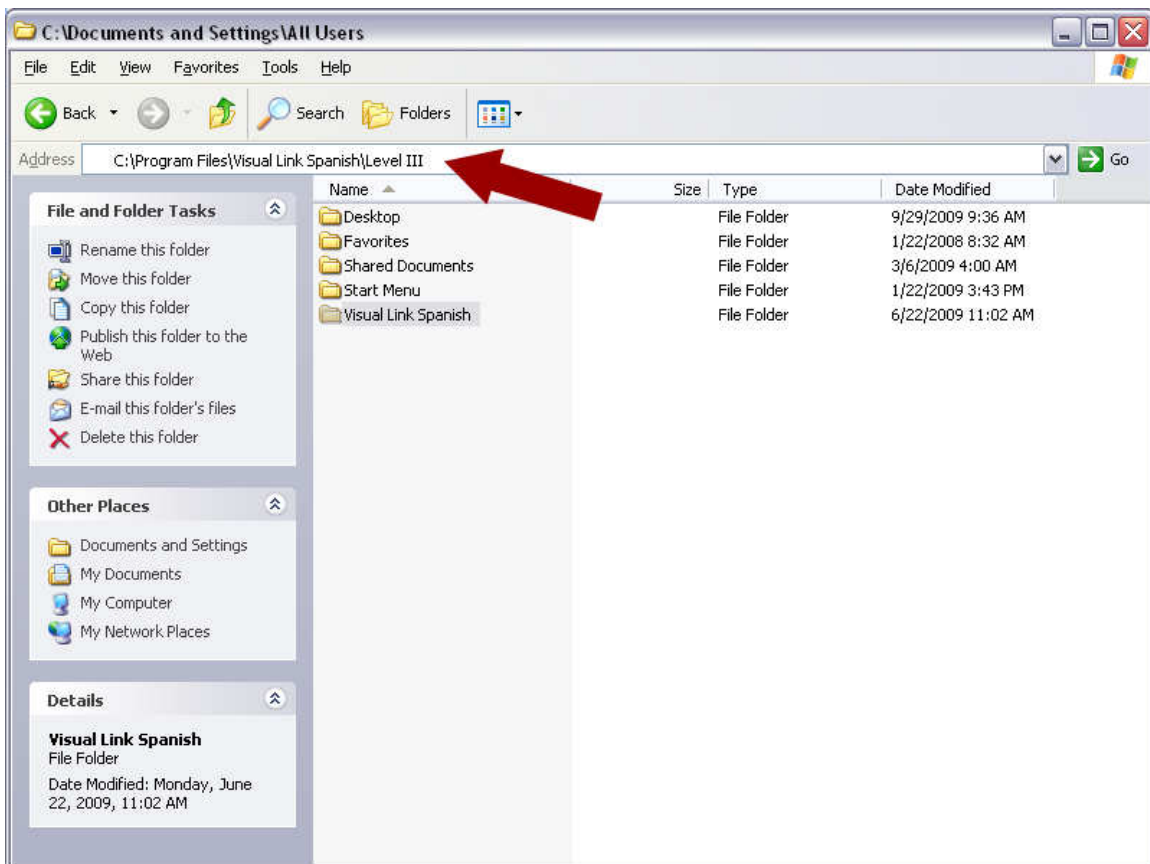 C:\Documents and Settings\All Users
File Edit View Favorites Tools Help
Back Search Folders
Address C:\Program Files\Visual Link Spanish\Level III Go
File and Folder Tasks
Rename this folder
Move this folder
Copy this folder
Publish this folder to the
Web
Share this folder
E-mail this folder's files
Delete this folder
Other Places
Documents and Settings
My Documents
My Computer
My Network Places
Details
Visual Link Spanish
File Folder
Date Modified: Monday, June
22, 2009, 11:02 AM
Name Size Type Date Modified
Desktop File Folder 9/29/2009 9:36 AM
Favorites File Folder 1/22/2008 8:32 AM
Shared Documents File Folder 3/6/2009 4:00 AM
Start Menu File Folder 1/22/2009 3:43 PM
Visual Link Spanish File Folder 6/22/2009 11:02 AM